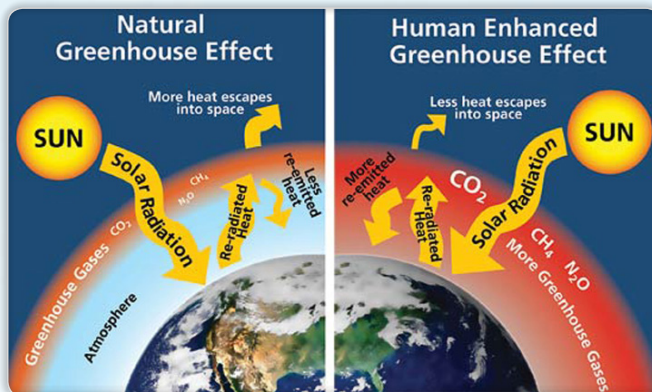 Natural
Greenhouse Effect
More heat escapes
into space
SUN
Solar Radiation
Re-radiated
Heat
Less
re-emitted
heat
Greenhouse Gases
CO2
N2O
CH4
Atmosphere
Human Enhanced
Greenhouse Effect
Less heat escapes
into space
SUN
More
re-emitted
heat
Re-radiated
Heat
Solar Radiation
CO2
CH4
N2O
More Greenhouse Gases